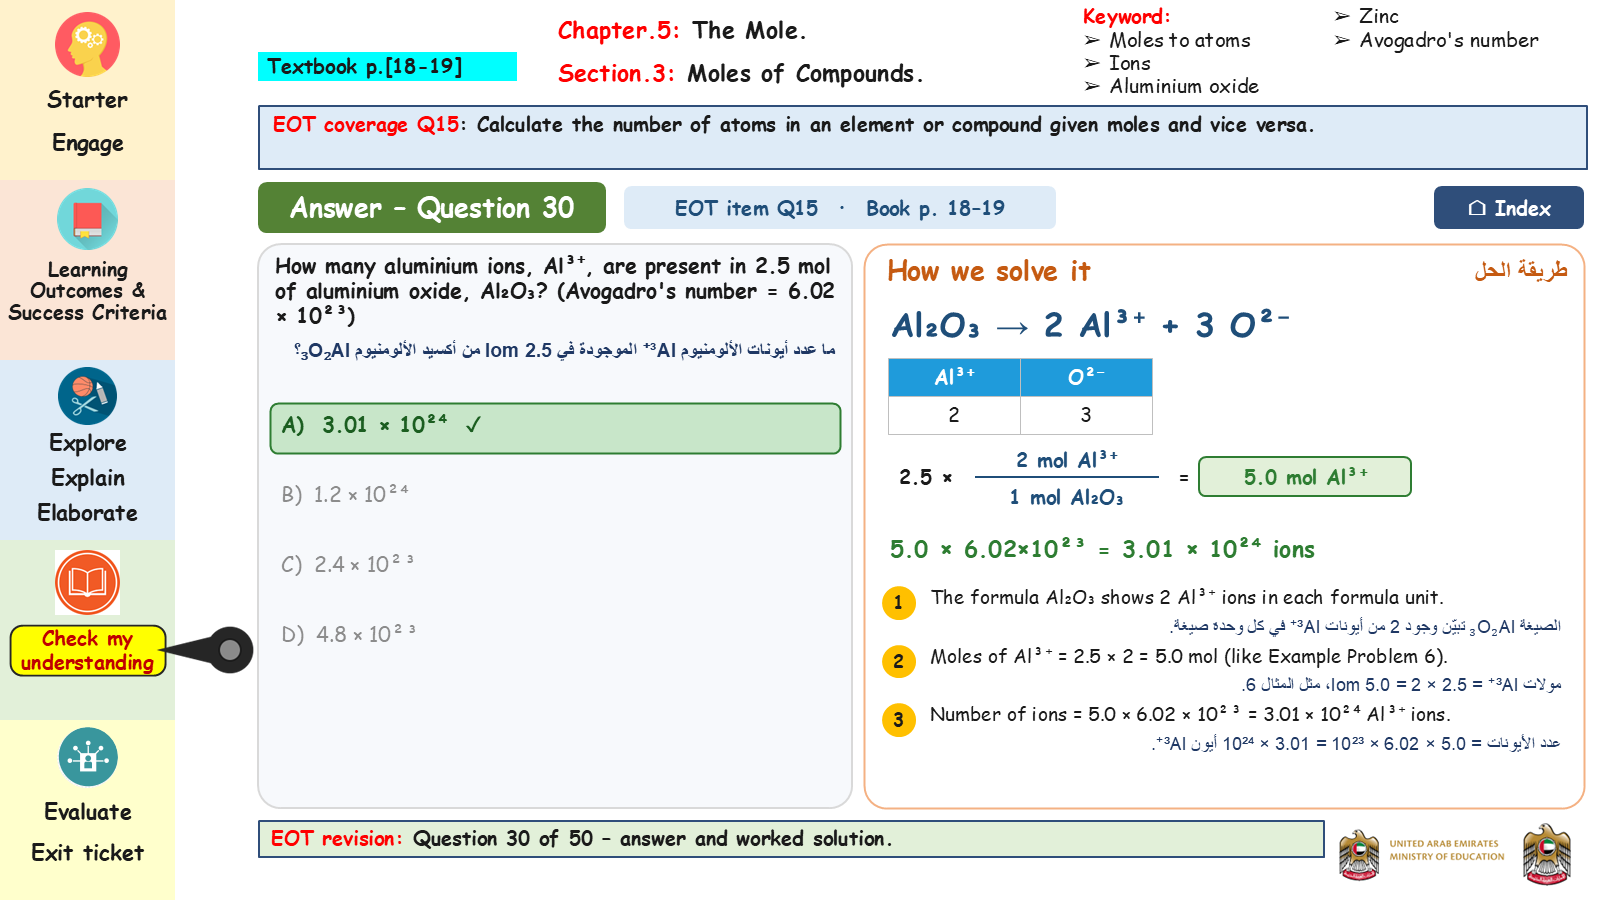 Starter
Engage
Learning
Outcomes &
Success Criteria
Explore
Explain
Elaborate
Check my
understanding
Evaluate
Exit ticket
Textbook p.[18-19]
Chapter.5: The Mole.
Section.3: Moles of Compounds.
Keyword:
➢ Moles to atoms
➢ Ions
➢ Aluminium oxide
➢ Zinc
➢ Avogadro's number
EOT coverage Q15: Calculate the number of atoms in an element or compound given moles and vice versa.
Answer – Question 30
EOT item Q15 · Book p. 18–19
Index
How many aluminium ions, Al³⁺, are present in 2.5 mol
of aluminium oxide, Al₂O₃? (Avogadro's number = 6.02
× 10²³)
ما عدد أيونات الألومنيوم Al³⁺ الموجودة في 2.5 lom من أكسيد الألومنيوم ₃O₂Al؟
A) 3.01 × 10²⁴ ✓
B) 1.2 × 10²⁴
C) 2.4 × 10²³
D) 4.8 × 10²³
How we solve it
طريقة الحل
Al₂O₃ → 2 Al³⁺ + 3 O²⁻
Al³⁺ O²⁻
2 3
2.5 × 2 mol Al³⁺ = 5.0 mol Al³⁺
1 mol Al₂O₃
5.0 × 6.02×10²³ = 3.01 × 10²⁴ ions
1 The formula Al₂O₃ shows 2 Al³⁺ ions in each formula unit.
الصيغة ₃O₂Al تبيّن وجود 2 من أيونات Al³⁺ في كل وحدة صيغة.
2 Moles of Al³⁺ = 2.5 × 2 = 5.0 mol (like Example Problem 6).
مولات Al³⁺ = 2.5 × 2 = 5.0 lom، مثل المثال 6.
3 Number of ions = 5.0 × 6.02 × 10²³ = 3.01 × 10²⁴ Al³⁺ ions.
عدد الأيونات = 5.0 × 6.02 × 10²³ = 3.01 × 10²⁴ أيون Al³⁺.
EOT revision: Question 30 of 50 – answer and worked solution.
UNITED ARAB EMIRATES
MINISTRY OF EDUCATION